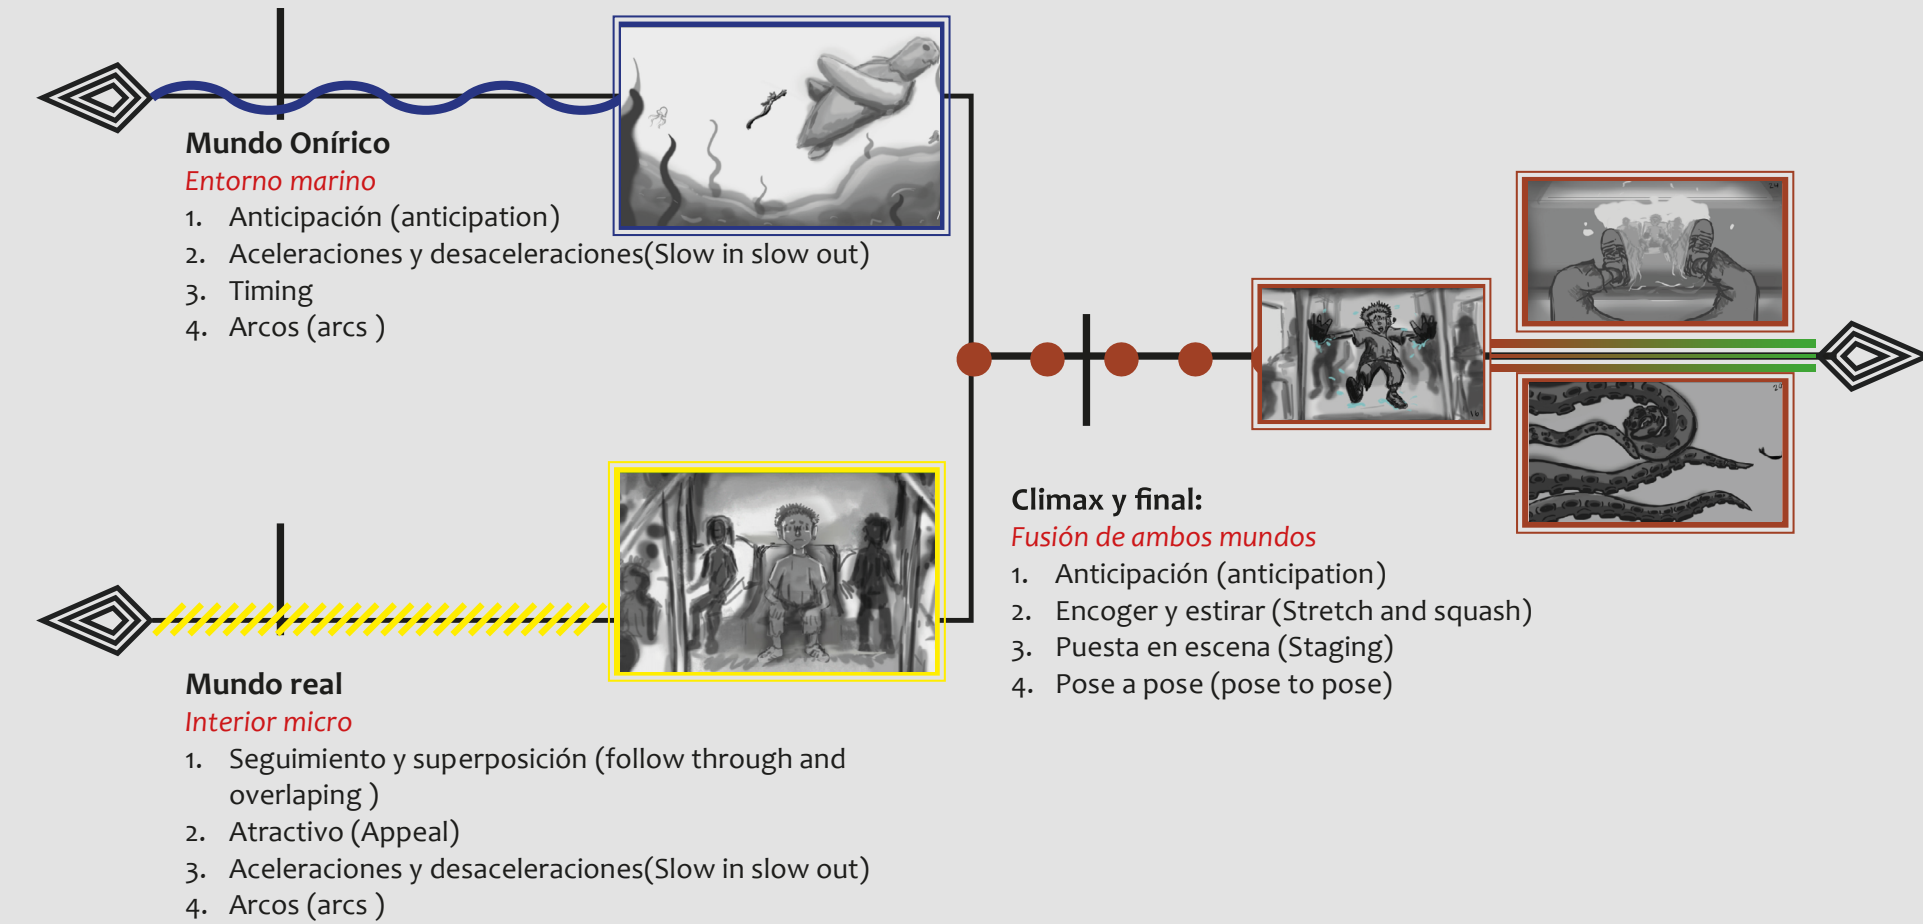 Mundo Onírico
Entorno marino
1. Anticipación (anticipation)
2. Aceleraciones y desaceleraciones(Slow in slow out)
3. Timing
4. Arcos (arcs )
Mundo real
Interior micro
1. Seguimiento y superposición (follow through and
overlaping )
2. Atractivo (Appeal)
3. Aceleraciones y desaceleraciones(Slow in slow out)
4. Arcos (arcs )
Climax y final:
Fusión de ambos mundos
1. Anticipación (anticipation)
2. Encoger y estirar (Stretch and squash)
3. Puesta en escena (Staging)
4. Pose a pose (pose to pose)
16